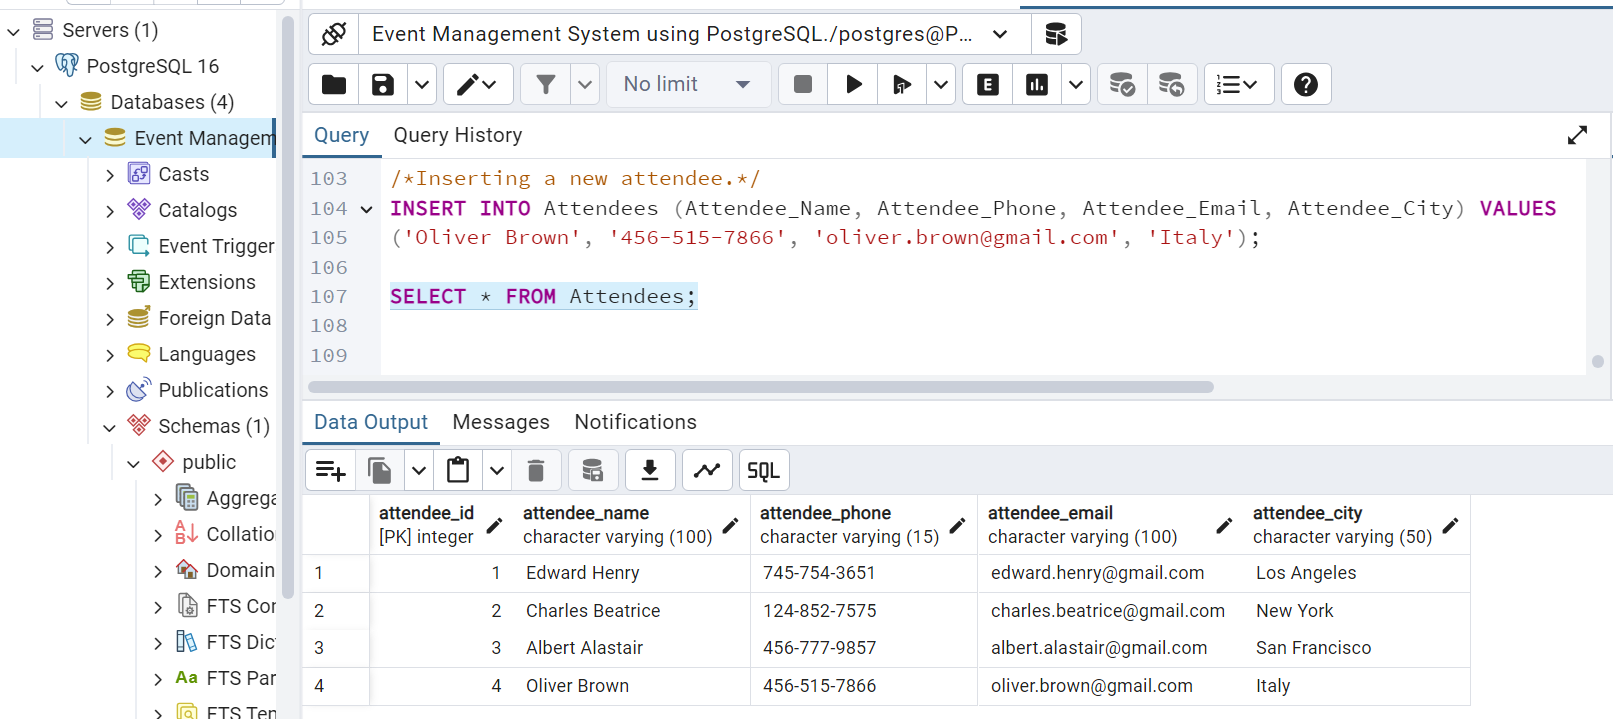 Servers (1)
PostgreSQL 16
Databases (4)
Event Managem
Casts
Catalogs
Event Trigger
Extensions
Foreign Data
Languages
Publications
Schemas (1)
public
Aggrega
Collatio
Domain
FTS Con
FTS Dic
Aa FTS Par
FTS Ten
Event Management System using PostgreSQL./postgres@P...
No limit
E
Query Query History
103 /*Inserting a new attendee.*/
104 INSERT INTO Attendees (Attendee_Name, Attendee_Phone, Attendee_Email, Attendee_City) VALUES
105 ('Oliver Brown', '456-515-7866', 'oliver.brown@gmail.com', 'Italy');
106
107 SELECT * FROM Attendees;
108
109
Data Output Messages Notifications
SQL
attendee_id attendee_name attendee_phone attendee_email attendee_city
[PK] integer character varying (100) character varying (15) character varying (100) character varying (50)
1 1 Edward Henry 745-754-3651 edward.henry@gmail.com Los Angeles
2 2 Charles Beatrice 124-852-7575 charles.beatrice@gmail.com New York
3 3 Albert Alastair 456-777-9857 albert.alastair@gmail.com San Francisco
4 4 Oliver Brown 456-515-7866 oliver.brown@gmail.com Italy